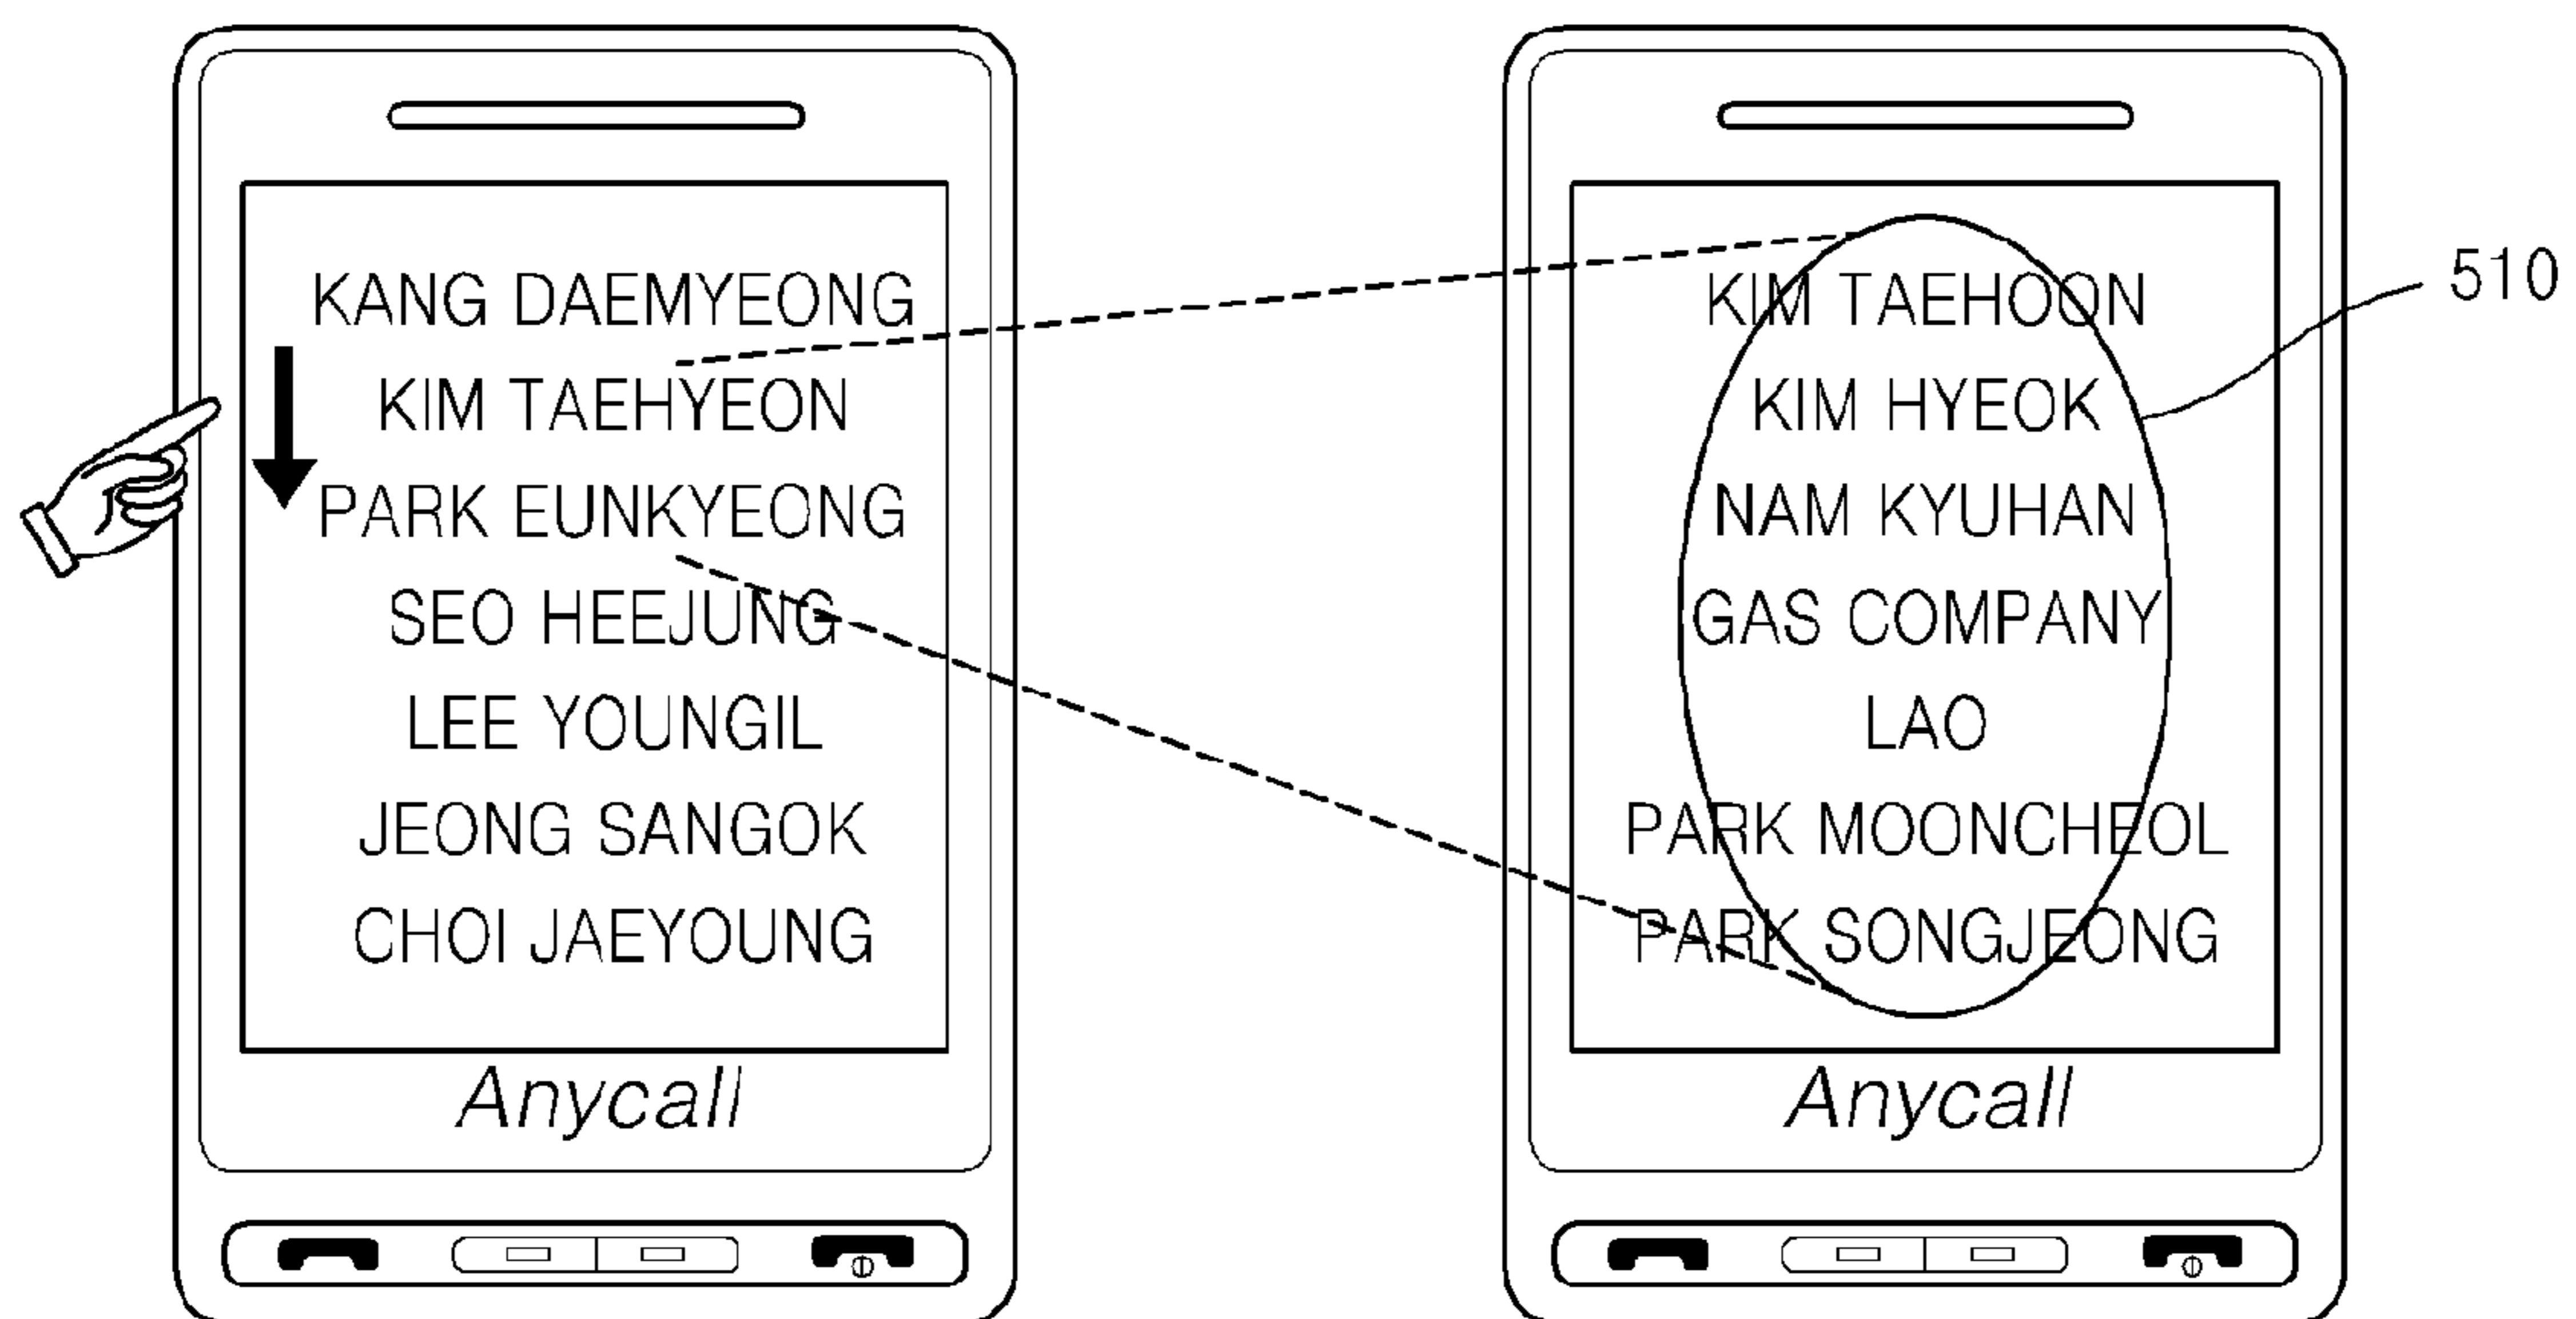 KANG DAEMYEONG
KIM TAEHYEON
PARK EUNKYEONG
SEO HEEJUNG
LEE YOUNGIL
JEONG SANGOK
CHOI JAEYOUNG
Anycall
KIM TAEHOON
KIM HYEOK
NAM KYUHAN
GAS COMPANY
LAO
PARK MOONCHEOL
PARK SONGJEONG
Anycall
510